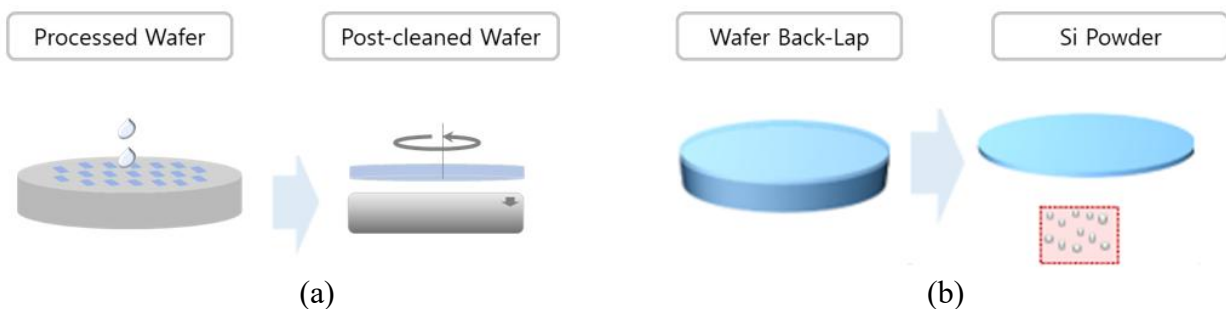 Processed Wafer
Post-cleaned Wafer
Wafer Back-Lap
Si Powder
(a)
(b)